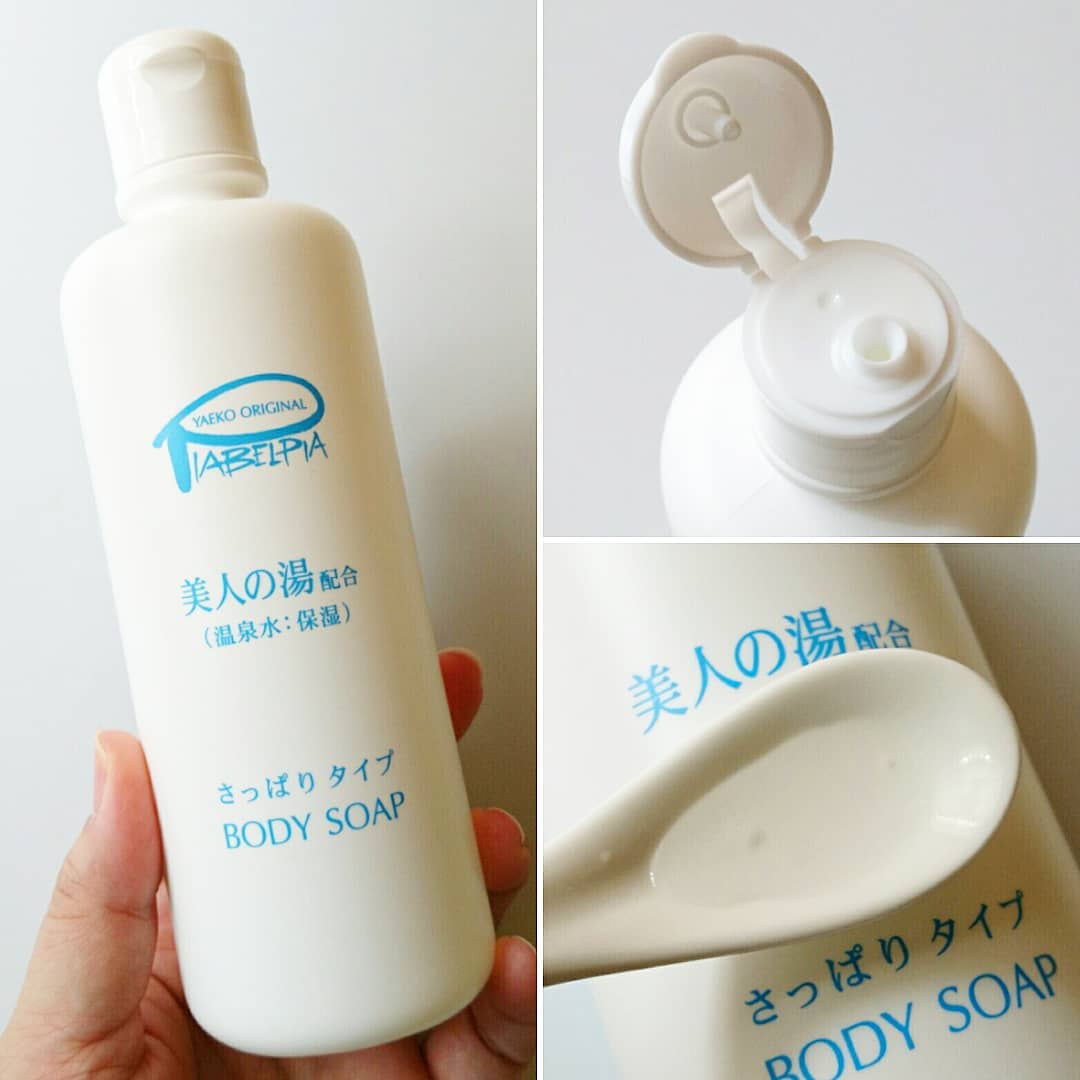 YAEKO ORIGINAL
PIABELPIA
美人の湯配合
(温泉水:保湿)
さっぱり タイプ
BODY SOAP
美人の湯配合
さっぱり タイプ
BODY SOAP